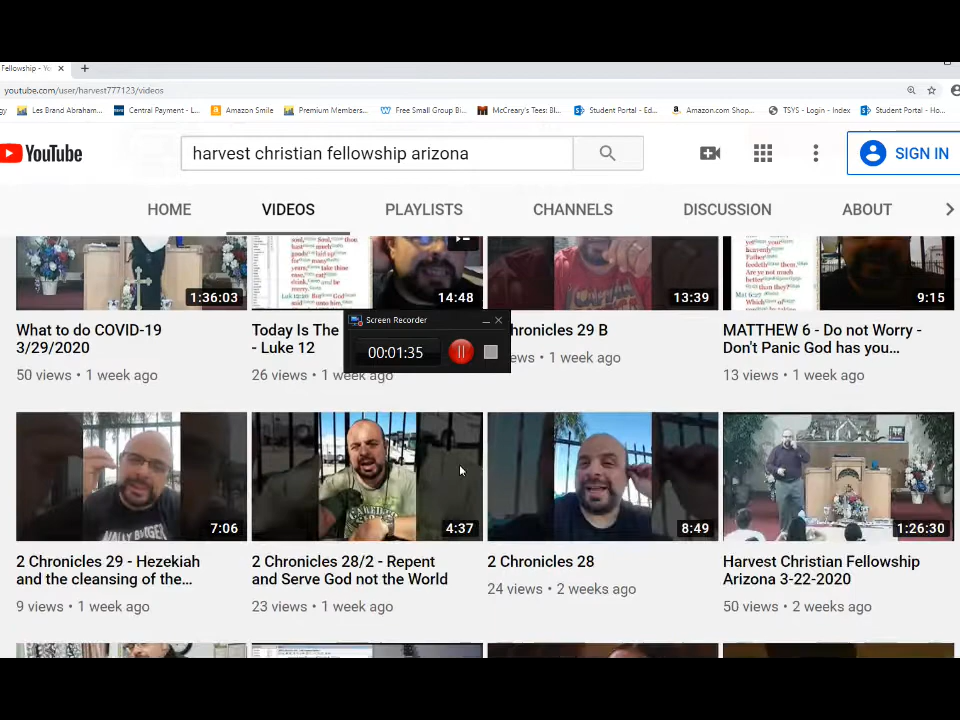 Fellowship - Yo
youtube.com/user/harvest777123/videos
gy Les Brand Abraham... Central Payment - L... Amazon Smile Premium Members... Free Small Group Bi... McCreary's Tees: Bl... Student Portal - Ed... Amazon.com Shop... TSYS - Login - Index Student Portal - Ho...
YouTube harvest christian fellowship arizona SIGN IN
HOME VIDEOS PLAYLISTS CHANNELS DISCUSSION ABOUT
1:36:03 14:48 13:39 9:15
Screen Recorder
00:01:35
What to do COVID-19
3/29/2020
50 views • 1 week ago
Today Is The
- Luke 12
26 views • 1 week ago
hronicles 29 B
ews • 1 week ago
MATTHEW 6 - Do not Worry -
Don't Panic God has you...
13 views • 1 week ago
7:06 4:37 8:49 1:26:30
2 Chronicles 29 - Hezekiah
and the cleansing of the...
9 views • 1 week ago
2 Chronicles 28/2 - Repent
and Serve God not the World
23 views • 1 week ago
2 Chronicles 28
24 views • 2 weeks ago
Harvest Christian Fellowship
Arizona 3-22-2020
50 views • 2 weeks ago